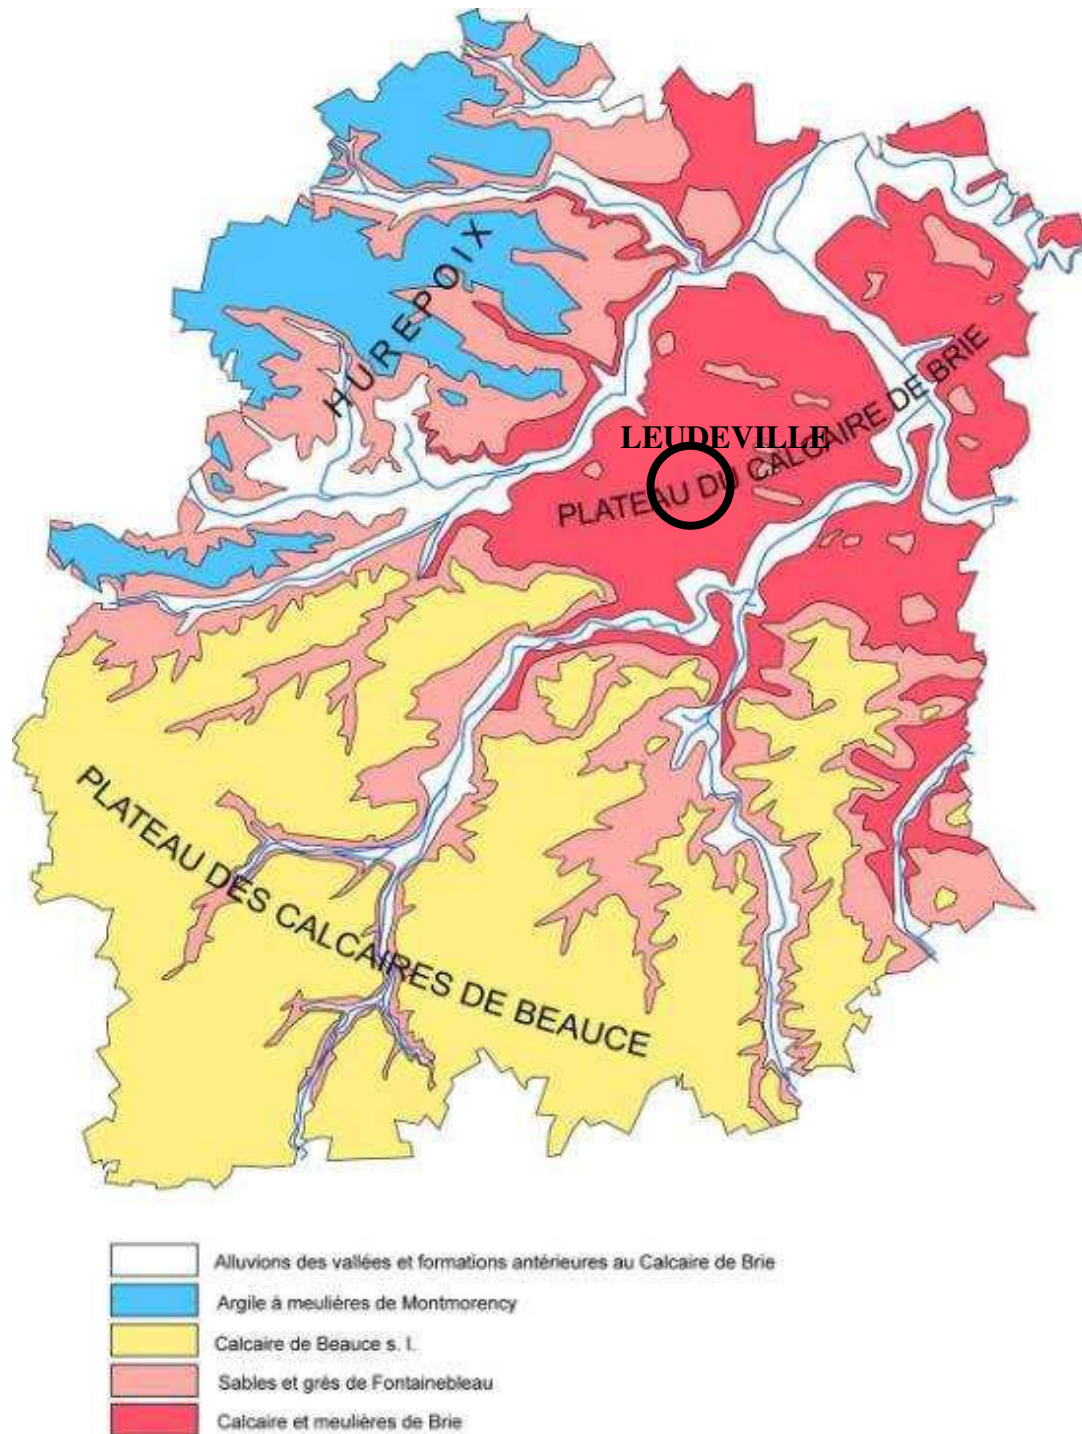 HUREPOIX
LEUDEVILLE
PLATEAU DU CALCAIRE DE BRIE
PLATEAU DES CALCAIRES DE BEAUCE
Alluvions des vallées et formations antérieures au Calcaire de Brie
Argile à meulières de Montmorency
Calcaire de Beauce s. l.
Sables et grès de Fontainebleau
Calcaire et meulières de Brie